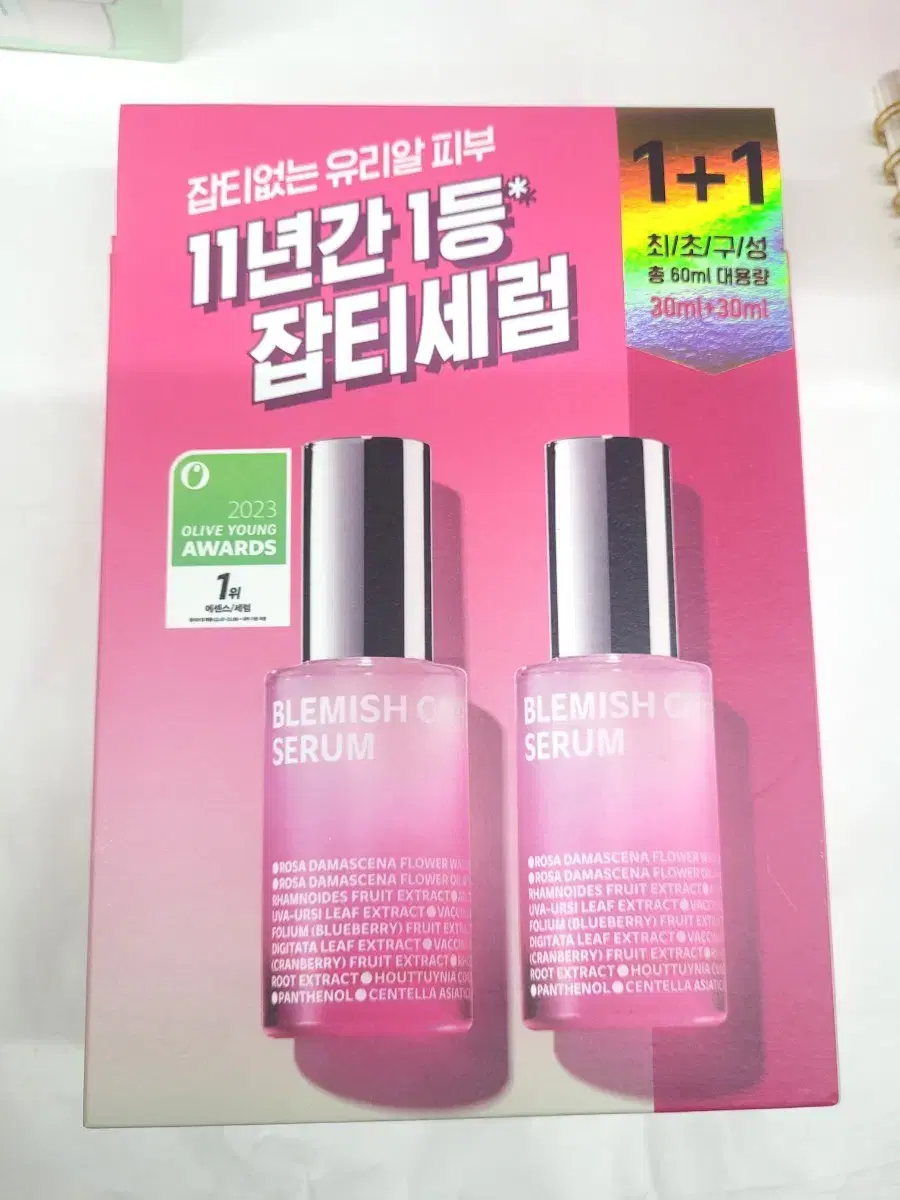 잡티없는 유리알 피부
11년간 1등*
잡티세럼
1+1
최/초/구/성
총 60ml 대용량
30ml+30ml
2023
OLIVE YOUNG
AWARDS
1위
에센스/세럼
BLEMISH
SERUM
●ROSA DAMASCENA FLOWER
●ROSA DAMASCENA FLOWER
RHAMNOIDES FRUIT EXTRACT●
UVA-URSI LEAF EXTRACT●
FOLIUM (BLUEBERRY) FRUIT
DIGITATA LEAF EXTRACT●
(CRANBERRY) FRUIT EXTRACT●
ROOT EXTRACT●HOUTTUYNIA
●PANTHENOL●CENTELLA
BLEMISH
SERUM
●ROSA DAMASCENA FLOWER
●ROSA DAMASCENA FLOWER
RHAMNOIDES FRUIT EXTRACT●
UVA-URSI LEAF EXTRACT●
FOLIUM (BLUEBERRY) FRUIT
DIGITATA LEAF EXTRACT●
(CRANBERRY) FRUIT EXTRACT●
ROOT EXTRACT●HOUTTUYNIA
●PANTHENOL●CENTELLA